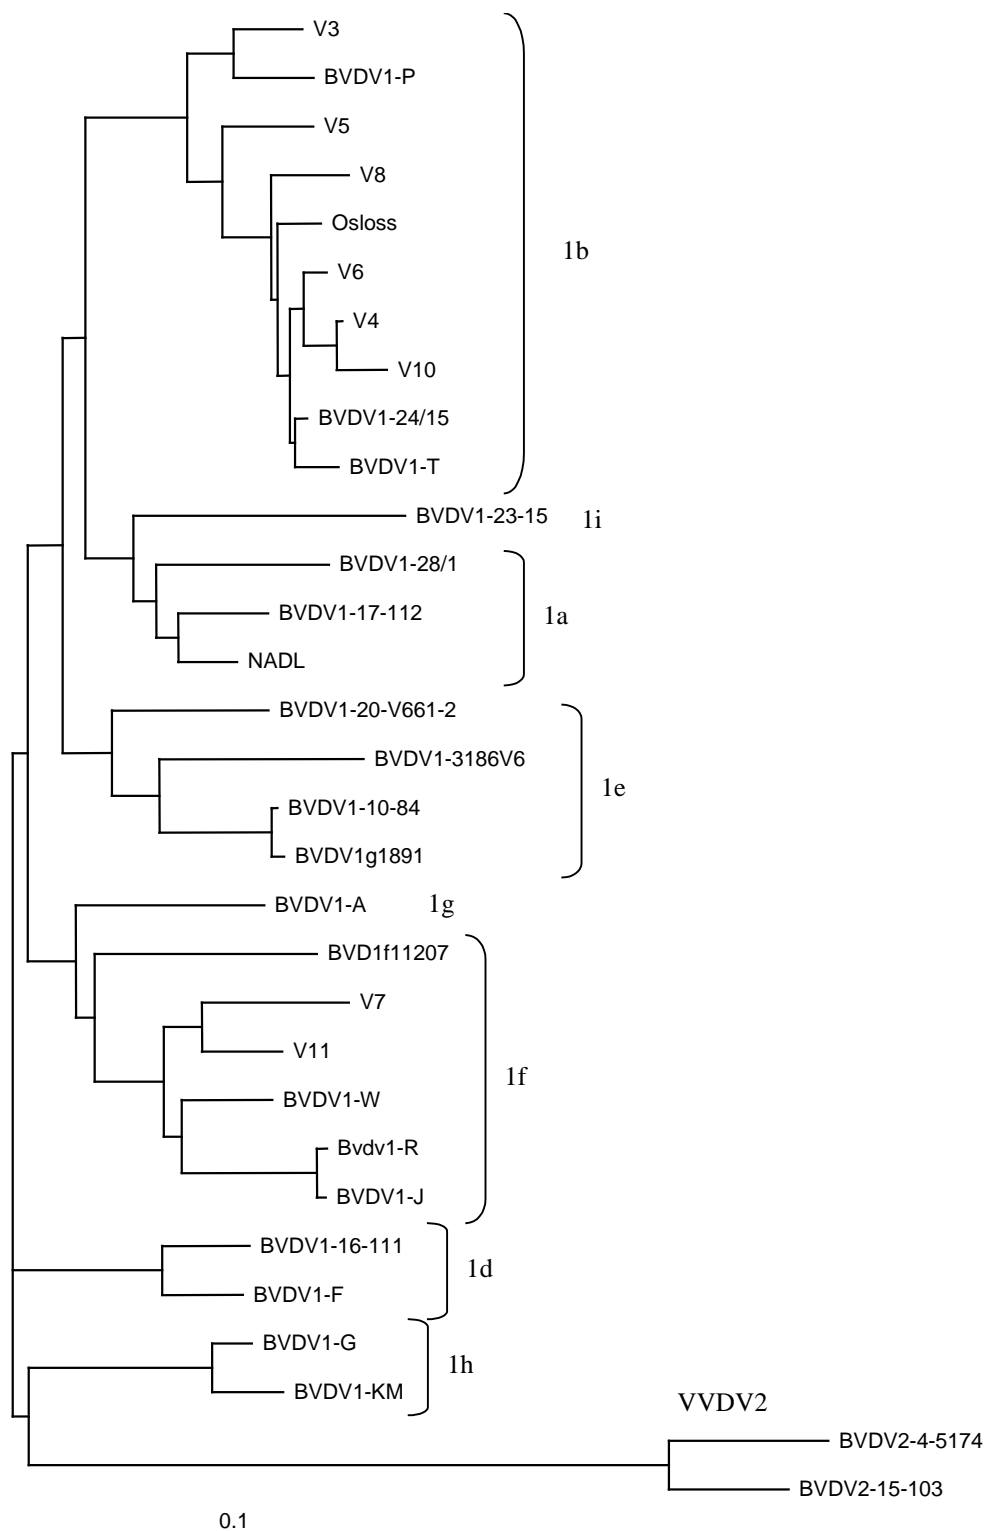 V3
BVDV1-P
V5
V8
Osloss
1b
V6
V4
V10
BVDV1-24/15
BVDV1-T
BVDV1-23-15 1i
BVDV1-28/1
BVDV1-17-112
1a
NADL
BVDV1-20-V661-2
BVDV1-3186V6
1e
BVDV1-10-84
BVDV1g1891
BVDV1-A 1g
BVD1f11207
V7
V11
1f
BVDV1-W
Bvdv1-R
BVDV1-J
BVDV1-16-111
1d
BVDV1-F
BVDV1-G
1h
BVDV1-KM
VVDV2
BVDV2-4-5174
BVDV2-15-103
0.1